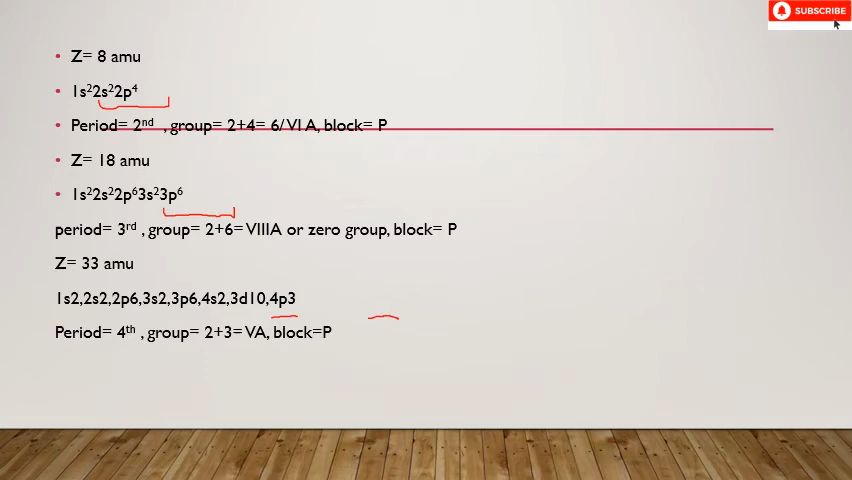 SUBSCRIBE
• Z= 8 amu
• 1s²2s²2p⁴
• Period= 2ⁿᵈ , group= 2+4= 6/ VI A, block= P
• Z= 18 amu
• 1s²2s²2p⁶3s²3p⁶
period= 3ʳᵈ , group= 2+6= VIIIA or zero group, block= P
Z= 33 amu
1s2,2s2,2p6,3s2,3p6,4s2,3d10,4p3
Period= 4ᵗʰ , group= 2+3= VA, block=P